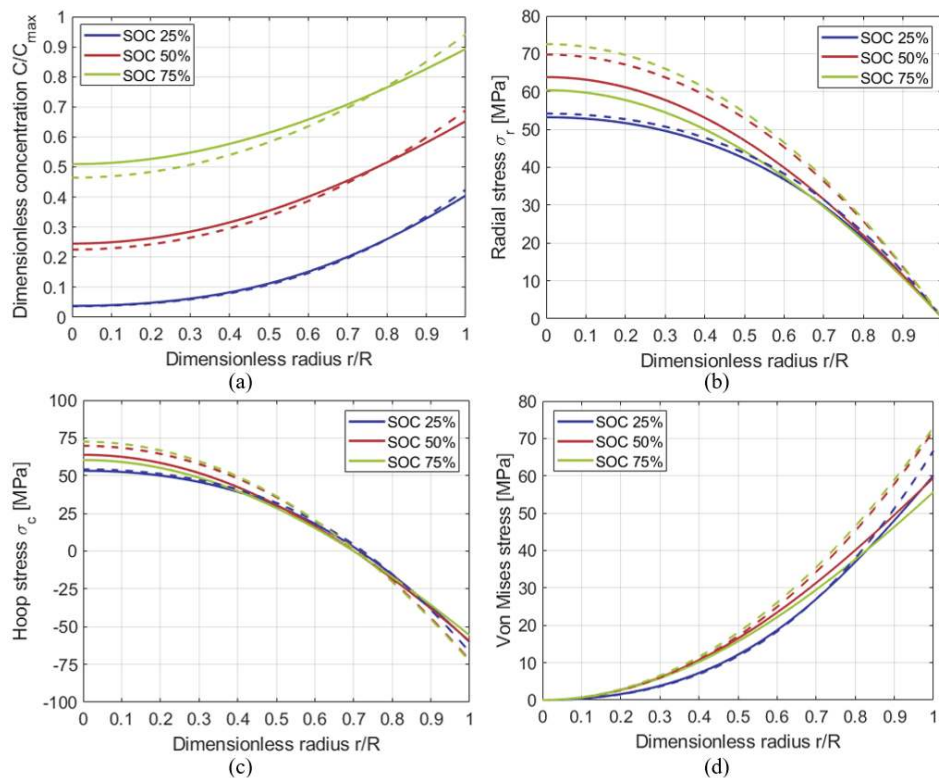 Dimensionless concentration C/C_max
1
0.9
0.8
0.7
0.6
0.5
0.4
0.3
0.2
0.1
0
SOC 25%
SOC 50%
SOC 75%
0 0.1 0.2 0.3 0.4 0.5 0.6 0.7 0.8 0.9 1
Dimensionless radius r/R
(a)
Radial stress σ_r [MPa]
80
70
60
50
40
30
20
10
0
SOC 25%
SOC 50%
SOC 75%
0 0.1 0.2 0.3 0.4 0.5 0.6 0.7 0.8 0.9
Dimensionless radius r/R
(b)
Hoop stress σ_c [MPa]
100
75
50
25
0
-25
-50
-75
-100
SOC 25%
SOC 50%
SOC 75%
0 0.1 0.2 0.3 0.4 0.5 0.6 0.7 0.8 0.9 1
Dimensionless radius r/R
(c)
Von Mises stress [MPa]
80
70
60
50
40
30
20
10
0
SOC 25%
SOC 50%
SOC 75%
0 0.1 0.2 0.3 0.4 0.5 0.6 0.7 0.8 0.9 1
Dimensionless radius r/R
(d)